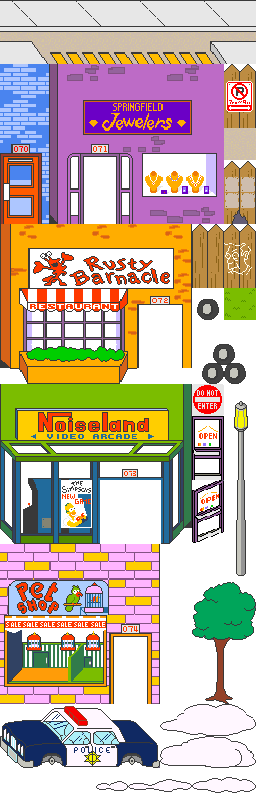 070
071
SPRINGFIELD
Jewelers
Rusty
Barnacle
RESTAURANT
072
DO NOT
ENTER
Noiseland
VIDEO ARCADE
073
THE
SIMPSONS
NEW
OPEN
OPEN
Pet
Shop
SALE SALE SALE SALE SALE
074
POLICE